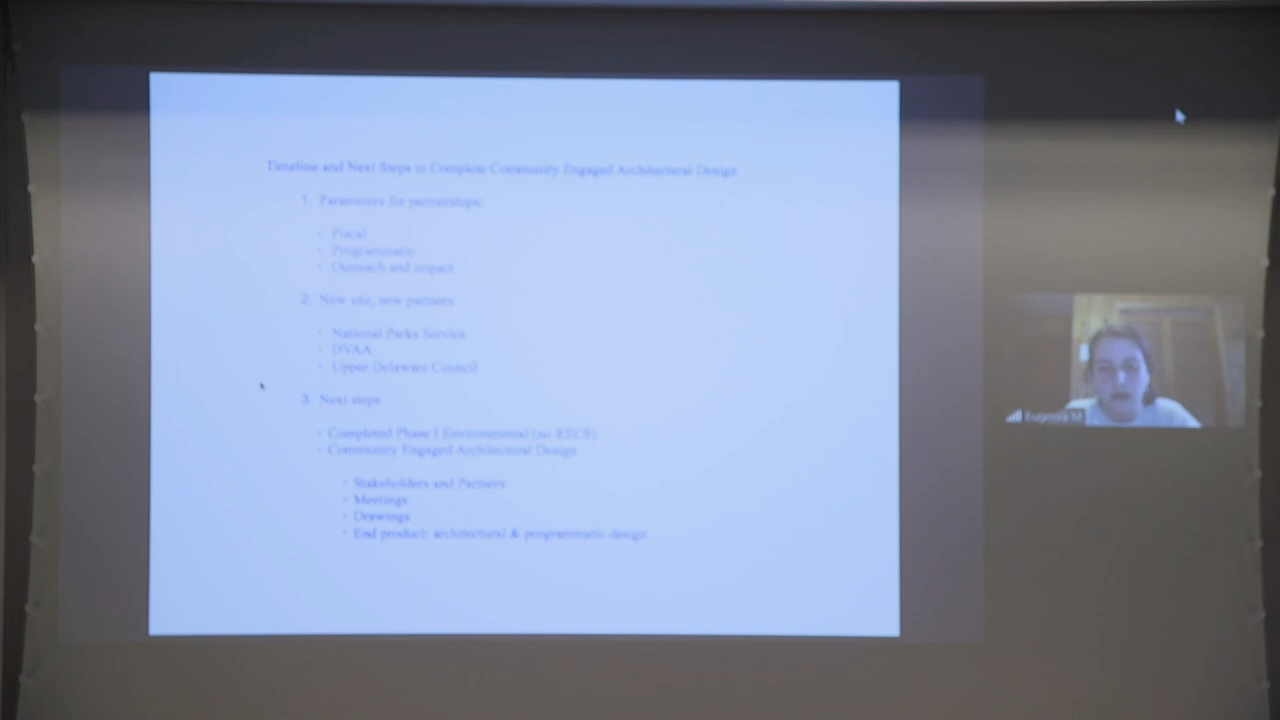 Timeline and Next Steps to Complete Community Engaged Architectural Design
1. Parameters for partnerships:
· Fiscal
· Programmatic
· Outreach and impact
2. New site, new partners
· National Parks Service
· DVAA
· Upper Delaware Council
3. Next steps
· Completed Phase I Environmental (no RECS)
· Community Engaged Architectural Design
· Stakeholders and Partners
· Meetings
· Drawings
· End product: architectural & programmatic design
Eugenia M